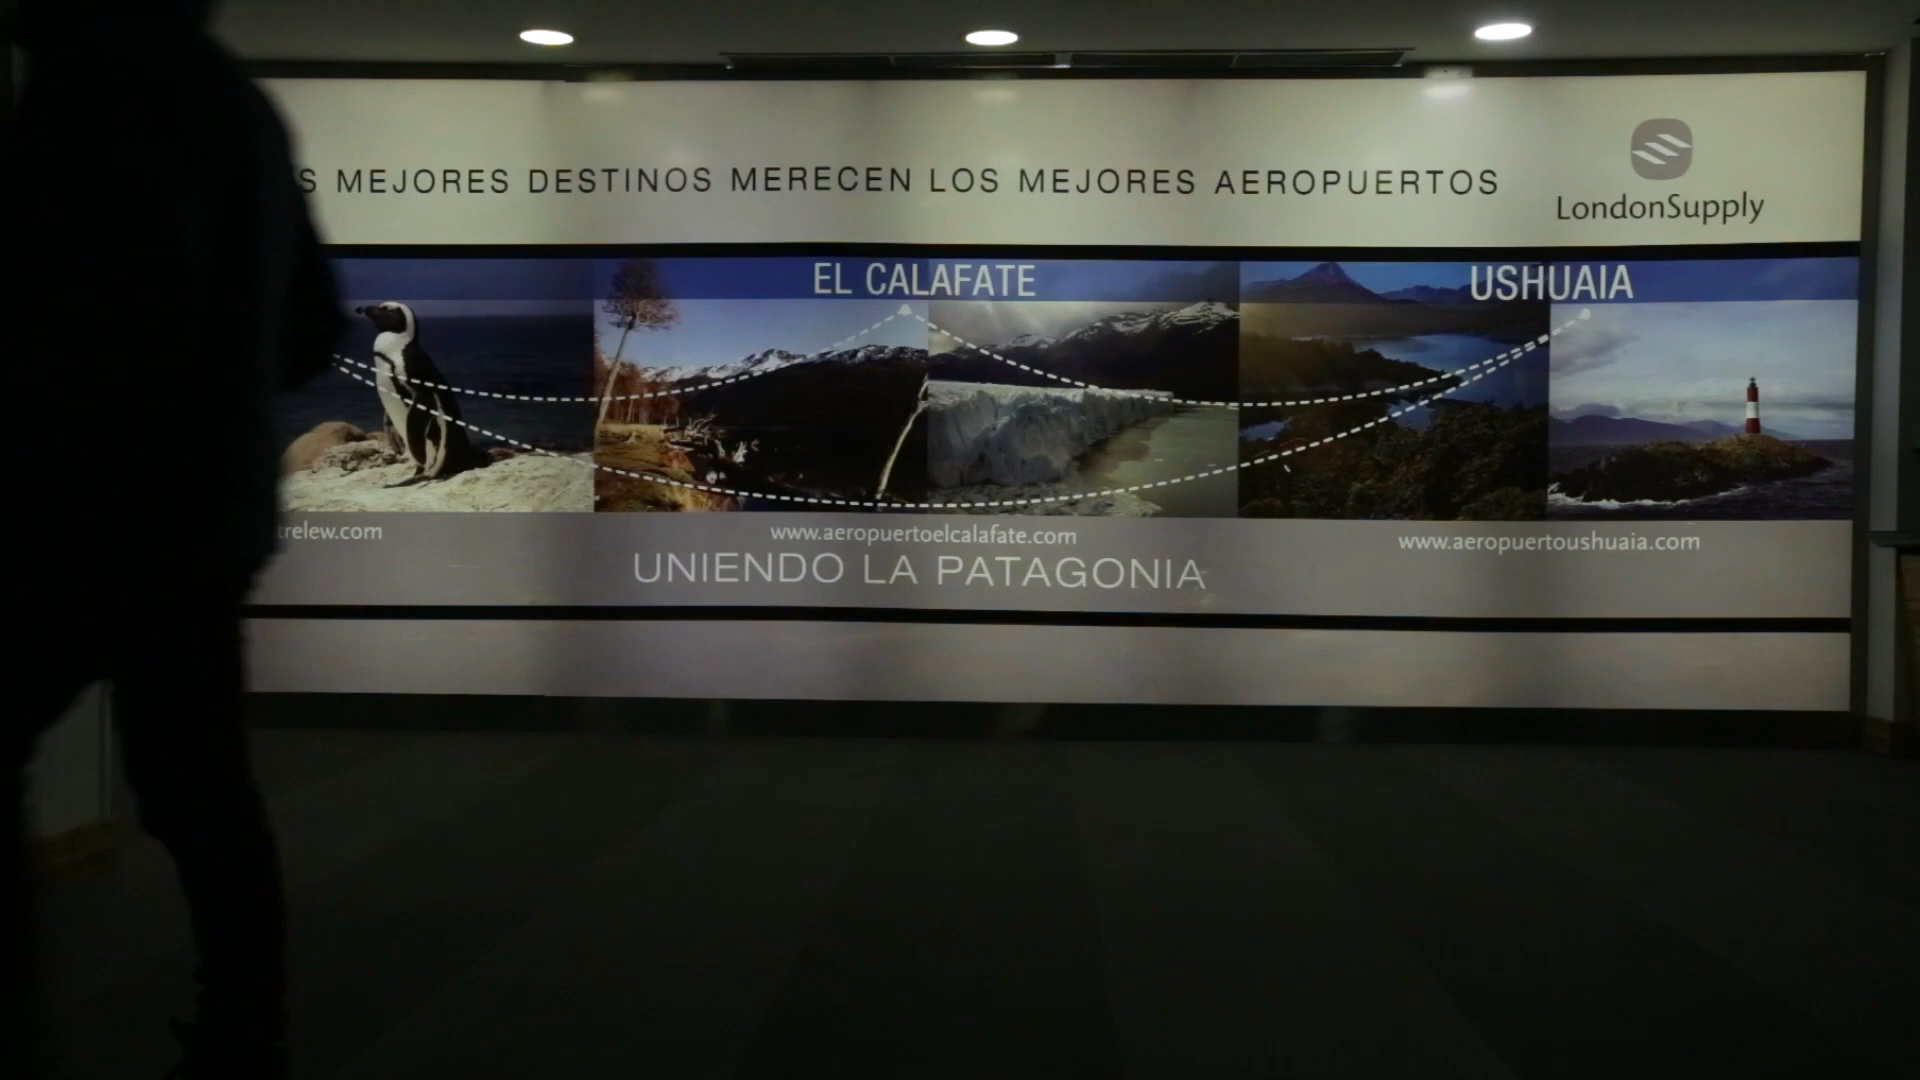 S MEJORES DESTINOS MERECEN LOS MEJORES AEROPUERTOS
LondonSupply
EL CALAFATE
USHUAIA
trelew.com
www.aeropuertoelcalafate.com
www.aeropuertoushuaia.com
UNIENDO LA PATAGONIA